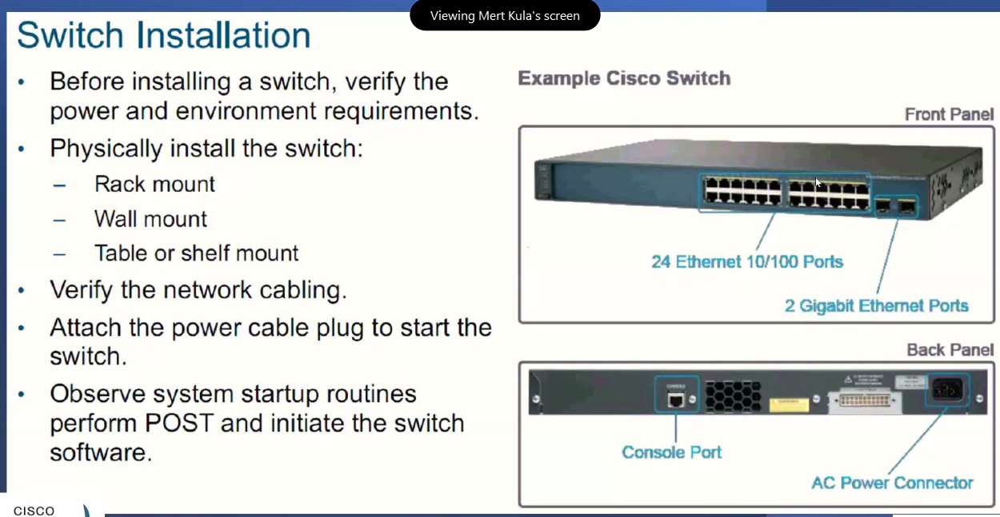 Viewing Mert Kula's screen
Switch Installation
• Before installing a switch, verify the
power and environment requirements.
• Physically install the switch:
– Rack mount
– Wall mount
– Table or shelf mount
• Verify the network cabling.
• Attach the power cable plug to start the
switch.
• Observe system startup routines
perform POST and initiate the switch
software.
Example Cisco Switch
Front Panel
24 Ethernet 10/100 Ports
2 Gigabit Ethernet Ports
Back Panel
CONSOLE
Console Port
AC Power Connector
CISCO